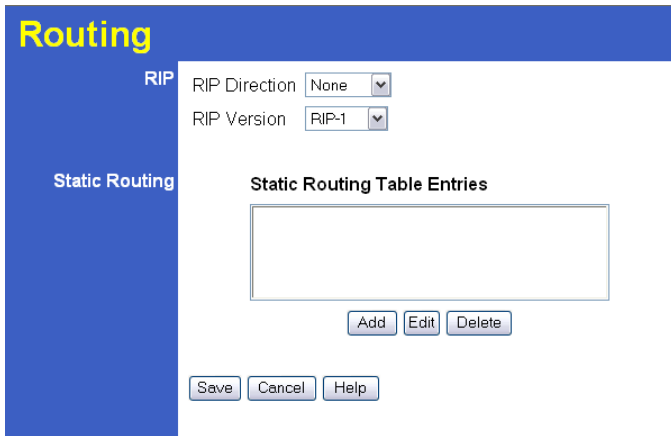 Routing
RIP
RIP Direction None
RIP Version RIP-1
Static Routing
Static Routing Table Entries
Add Edit Delete
Save Cancel Help